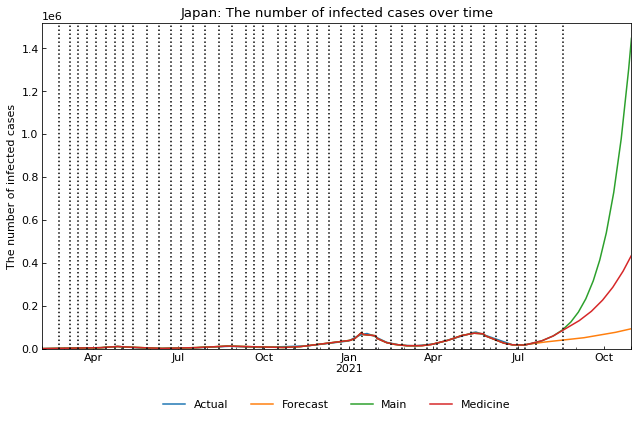 Japan: The number of infected cases over time
1e6
The number of infected cases
1.4
1.2
1.0
0.8
0.6
0.4
0.2
0.0
Apr Jul Oct Jan Apr Jul Oct
2021
Actual Forecast Main Medicine